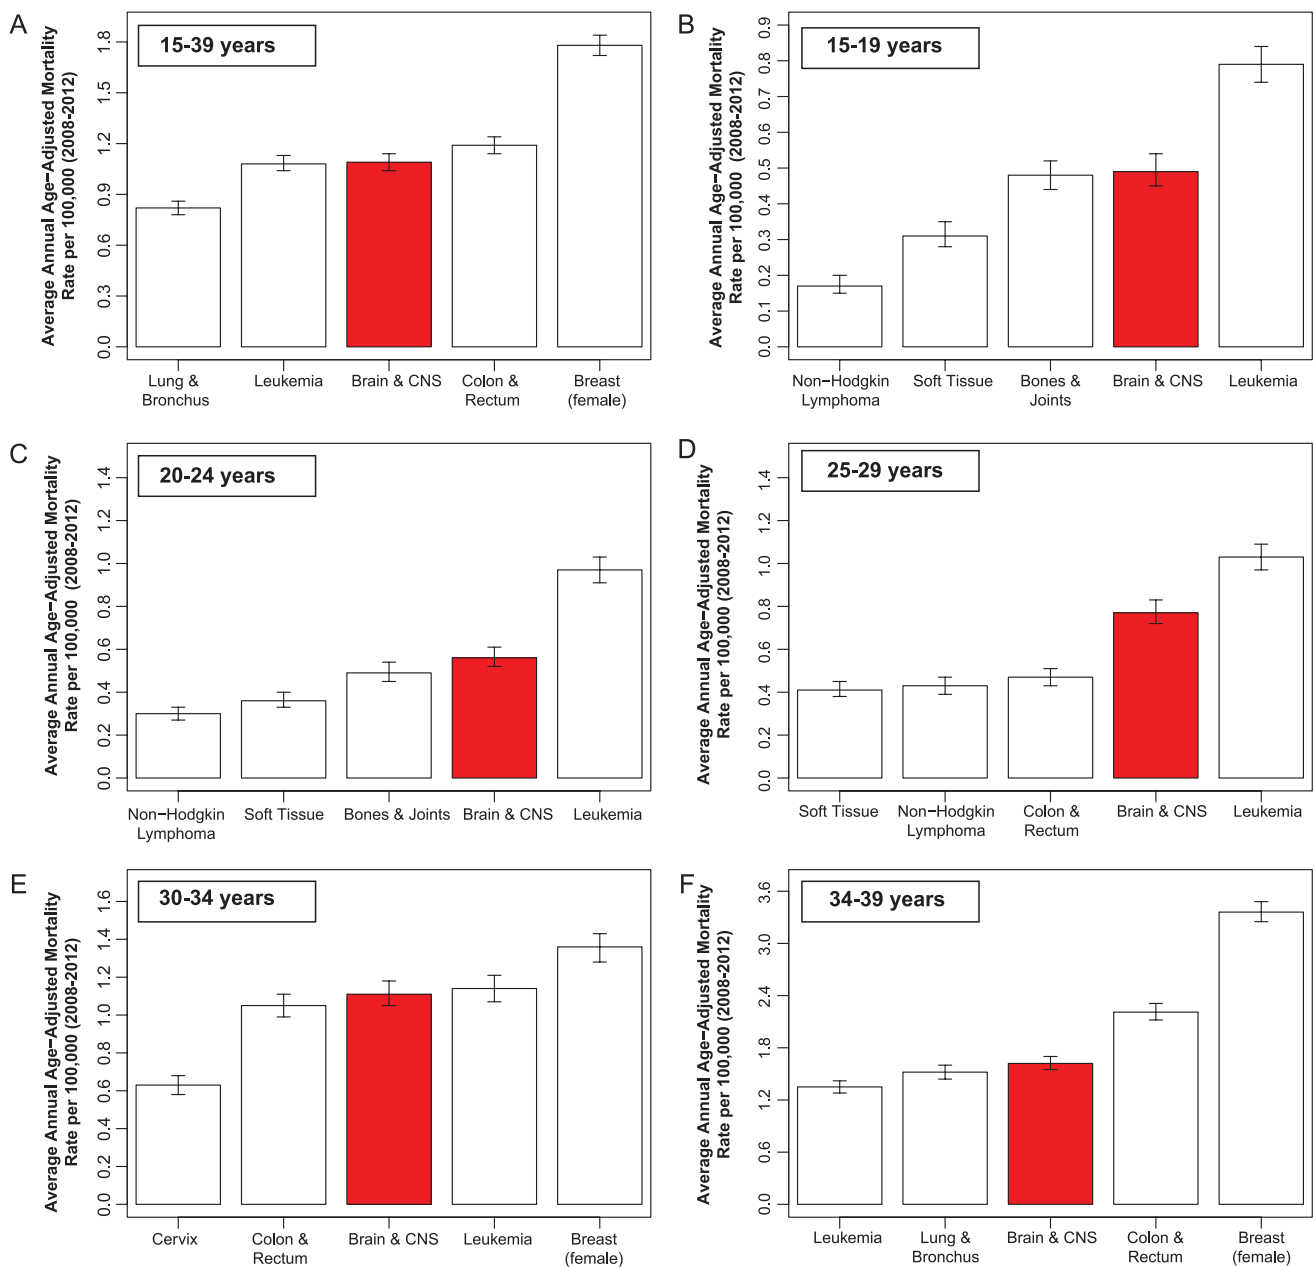 A
15-39 years
Average Annual Age−Adjusted Mortality
Rate per 100,000 (2008-2012)
1.8
1.5
1.2
0.9
0.6
0.3
0.0
Lung &
Bronchus
Leukemia
Brain & CNS
Colon &
Rectum
Breast
(female)
B
15-19 years
Average Annual Age−Adjusted Mortality
Rate per 100,000 (2008-2012)
0.9
0.8
0.7
0.6
0.5
0.4
0.3
0.2
0.1
0.0
Non−Hodgkin
Lymphoma
Soft Tissue
Bones &
Joints
Brain & CNS
Leukemia
C
20-24 years
Average Annual Age−Adjusted Mortality
Rate per 100,000 (2008-2012)
1.4
1.2
1.0
0.8
0.6
0.4
0.2
0.0
Non−Hodgkin
Lymphoma
Soft Tissue
Bones & Joints
Brain & CNS
Leukemia
D
25-29 years
Average Annual Age−Adjusted Mortality
Rate per 100,000 (2008-2012)
1.4
1.2
1.0
0.8
0.6
0.4
0.2
0.0
Soft Tissue
Non−Hodgkin
Lymphoma
Colon &
Rectum
Brain & CNS
Leukemia
E
30-34 years
Average Annual Age−Adjusted Mortality
Rate per 100,000 (2008-2012)
1.6
1.4
1.2
1.0
0.8
0.6
0.4
0.2
0.0
Cervix
Colon &
Rectum
Brain & CNS
Leukemia
Breast
(female)
F
34-39 years
Average Annual Age−Adjusted Mortality
Rate per 100,000 (2008-2012)
3.6
3.0
2.4
1.8
1.2
0.6
0.0
Leukemia
Lung &
Bronchus
Brain & CNS
Colon &
Rectum
Breast
(female)